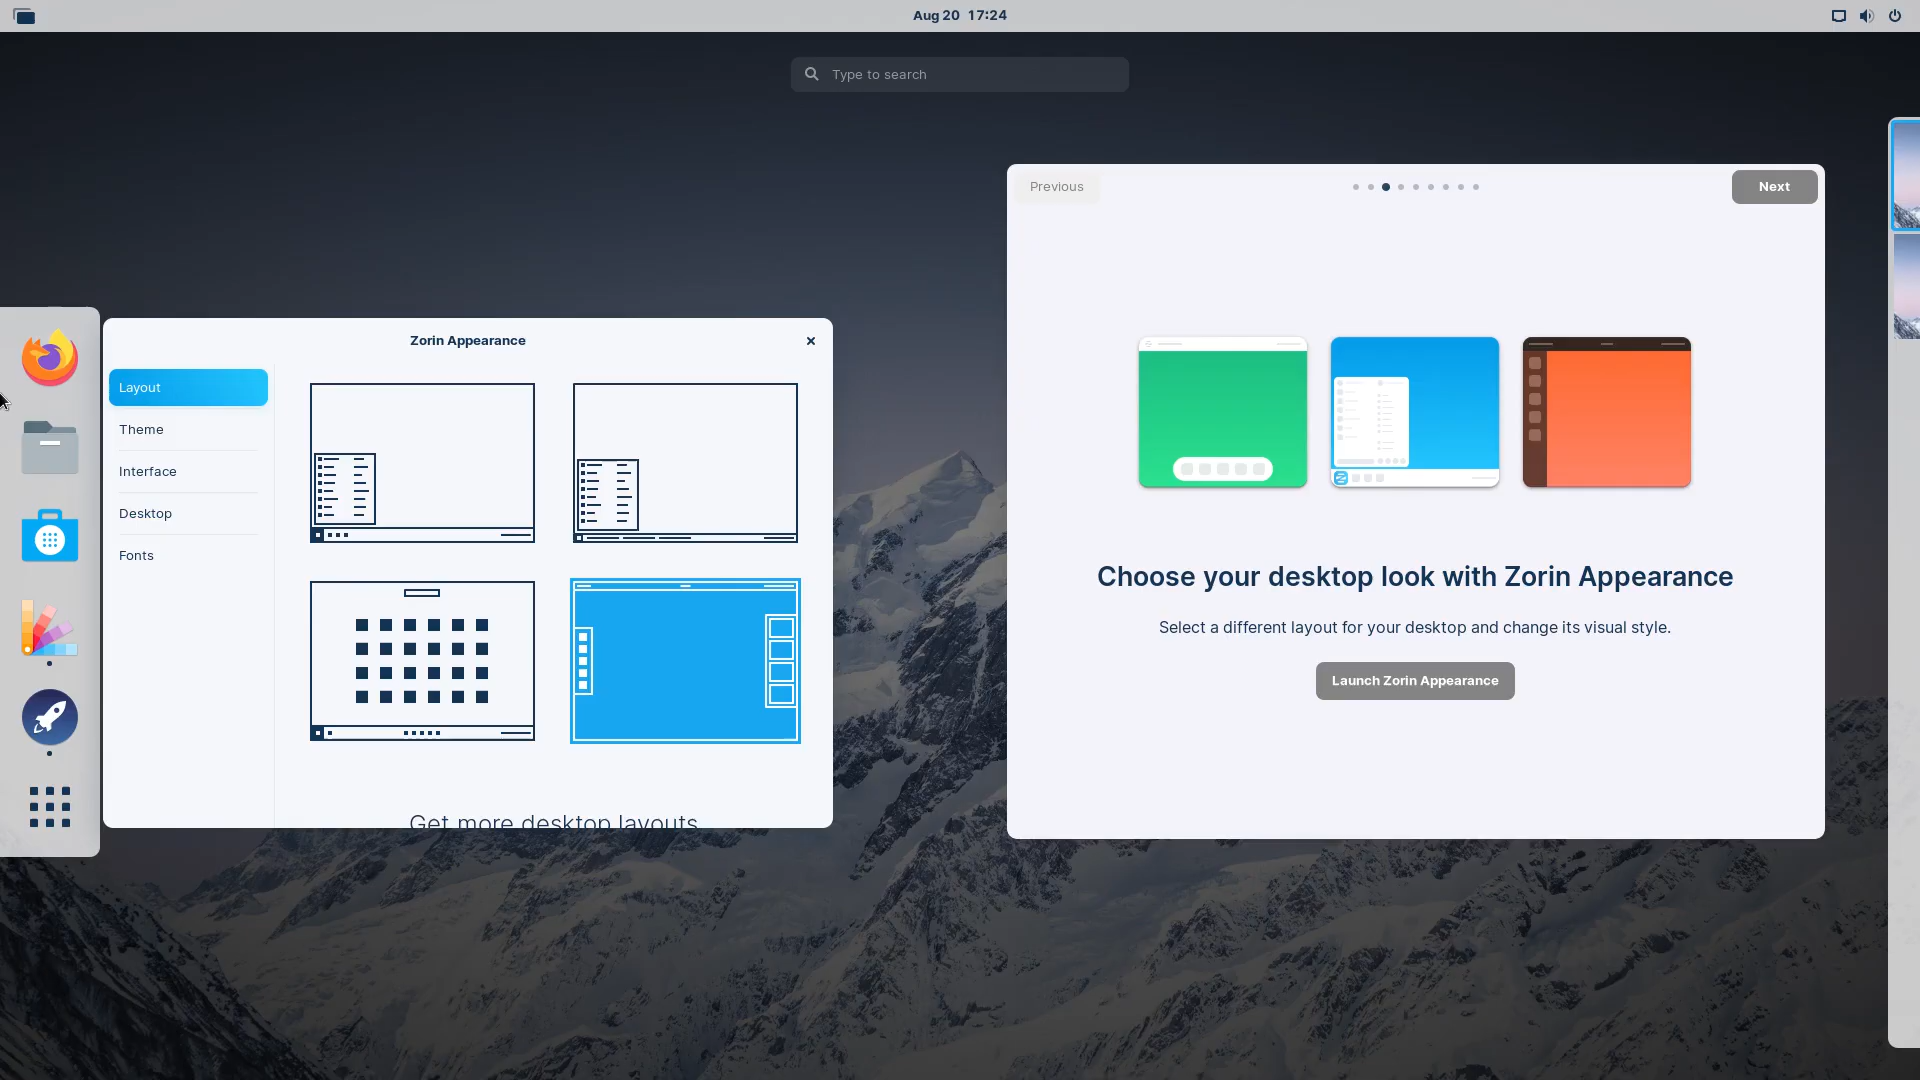 Aug 20 17:24
Type to search
Previous
Next
Zorin Appearance
Layout
Theme
Interface
Desktop
Fonts
Get more desktop layouts
Choose your desktop look with Zorin Appearance
Select a different layout for your desktop and change its visual style.
Launch Zorin Appearance